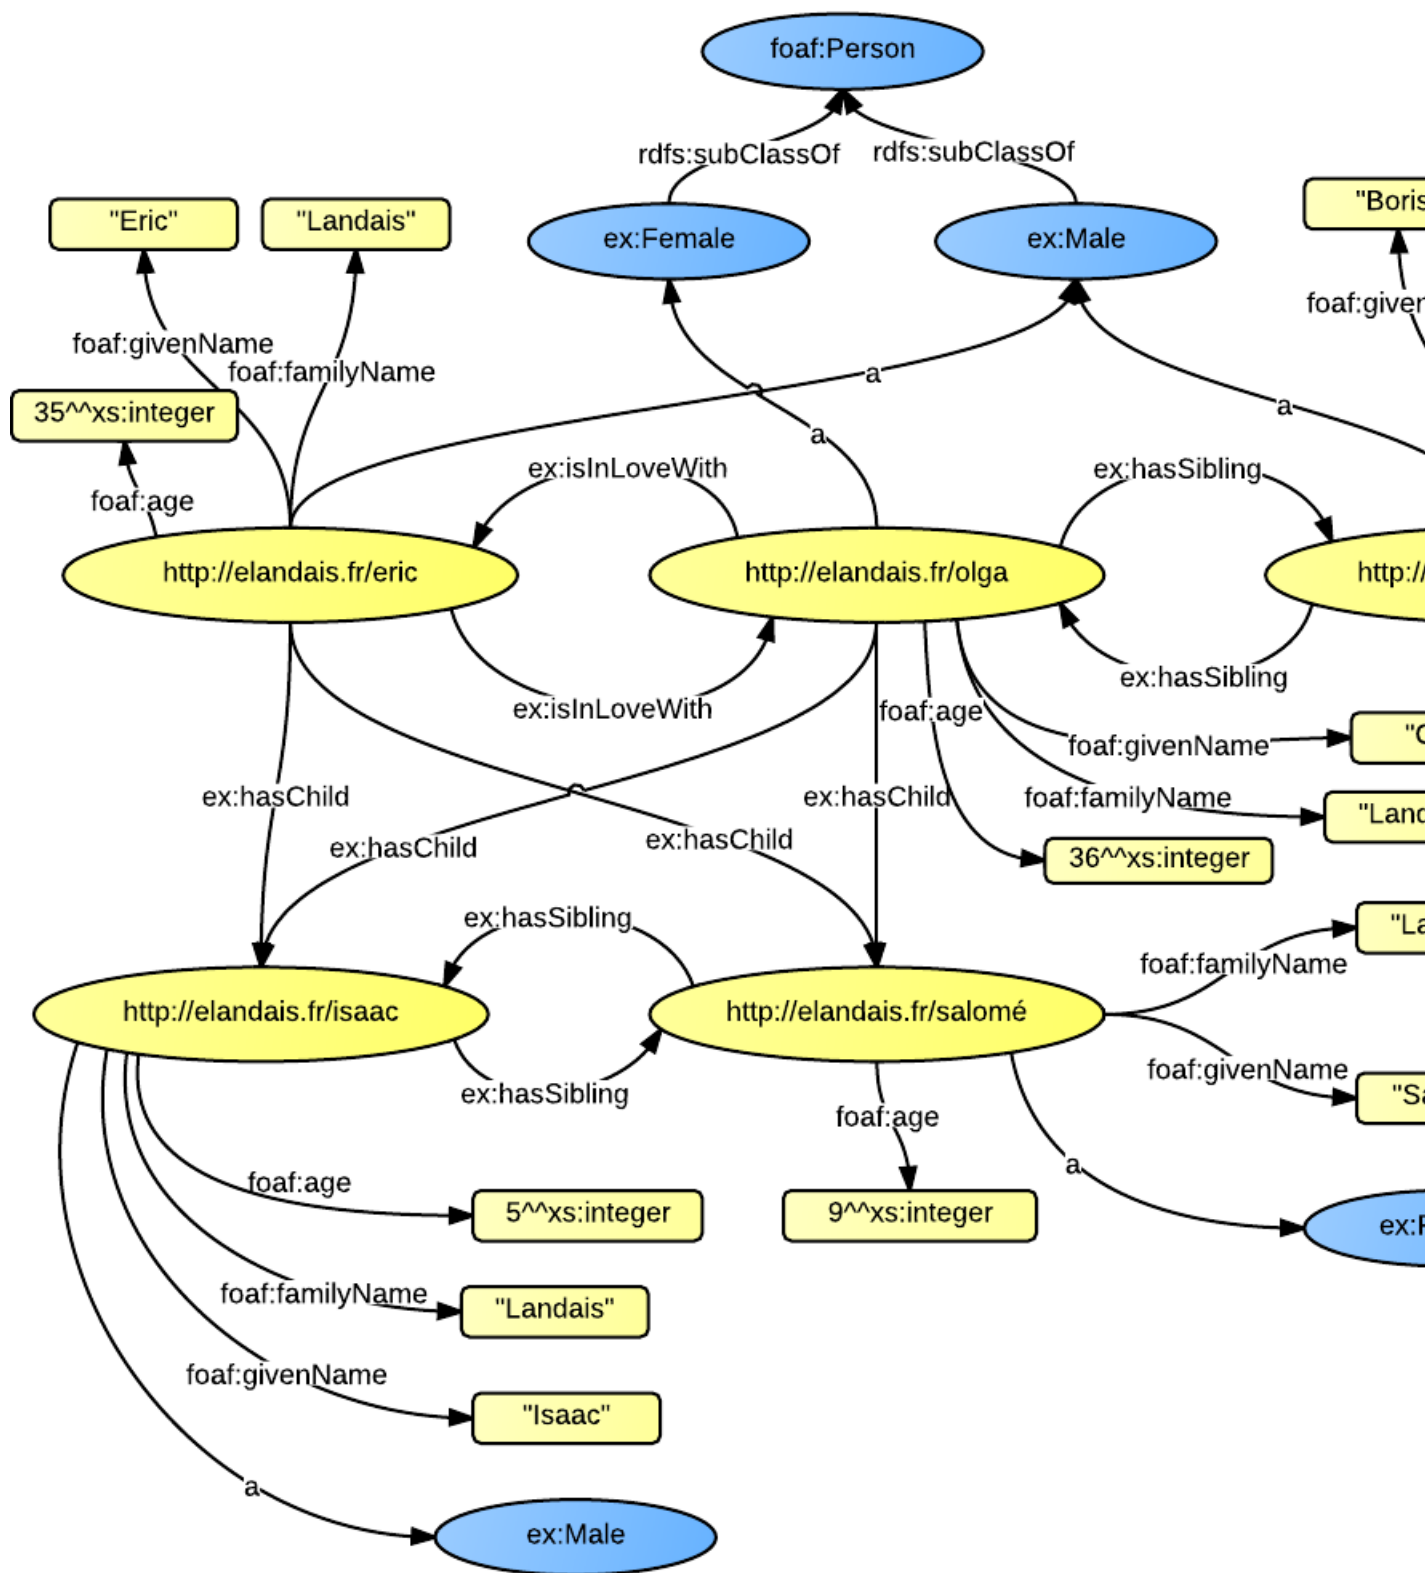 foaf:Person
rdfs:subClassOf
rdfs:subClassOf
"Eric"
"Landais"
ex:Female
ex:Male
"Boris
foaf:given
foaf:givenName
foaf:familyName
a
a
35^^xs:integer
a
ex:isInLoveWith
ex:hasSibling
foaf:age
http://elandais.fr/eric
http://elandais.fr/olga
http://
ex:hasSibling
ex:isInLoveWith
foaf:age
foaf:givenName
ex:hasChild
ex:hasChild
foaf:familyName
ex:hasChild
ex:hasChild
36^^xs:integer
ex:hasSibling
"La
foaf:familyName
http://elandais.fr/isaac
http://elandais.fr/salomé
foaf:givenName
ex:hasSibling
"Sa
foaf:age
a
foaf:age
5^^xs:integer
9^^xs:integer
ex:
foaf:familyName
"Landais"
foaf:givenName
"Isaac"
a
ex:Male